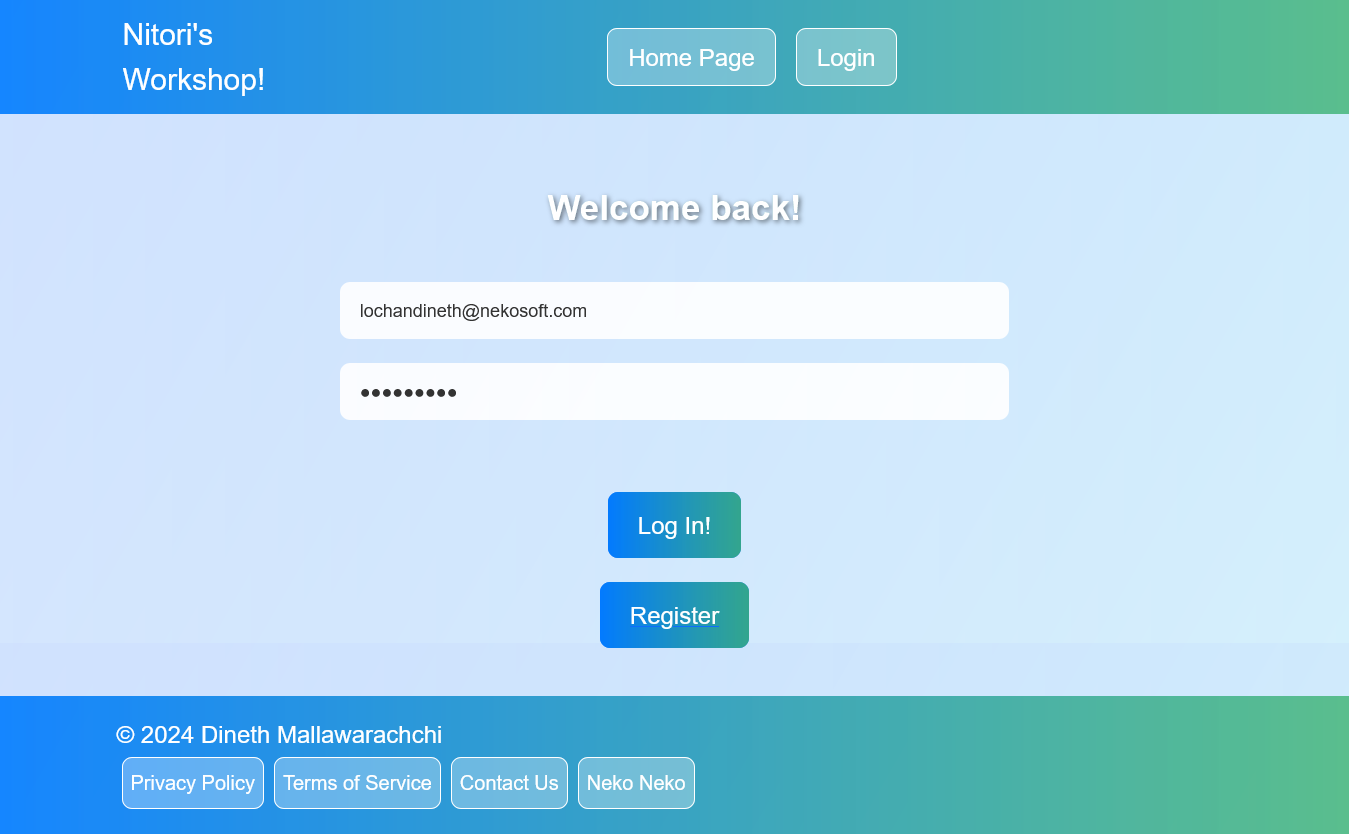 Nitori's
Workshop!
Home Page
Login
Welcome back!
lochandineth@nekosoft.com
•••••••••
Log In!
Register
© 2024 Dineth Mallawarachchi
Privacy Policy
Terms of Service
Contact Us
Neko Neko